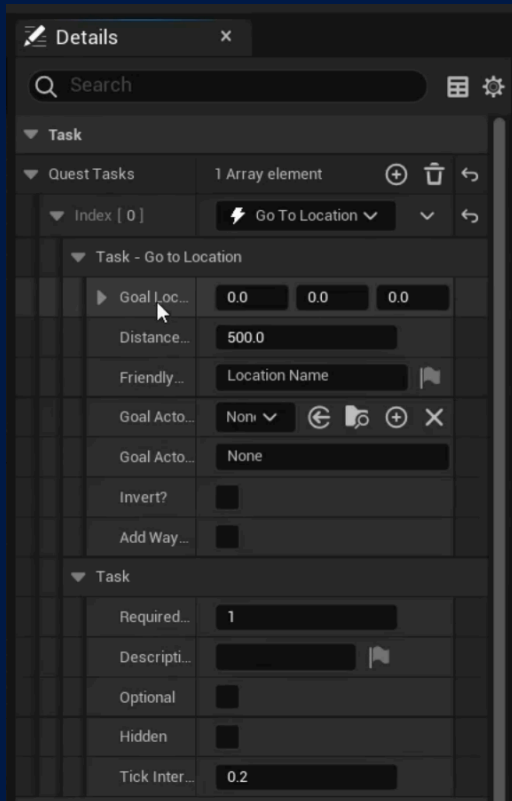 Details
Search
Task
Quest Tasks 1 Array element
Index [ 0 ] Go To Location
Task - Go to Location
Goal Loc... 0.0 0.0 0.0
Distance... 500.0
Friendly... Location Name
Goal Acto... Non
Goal Acto... None
Invert?
Add Way...
Task
Required... 1
Descripti...
Optional
Hidden
Tick Inter... 0.2